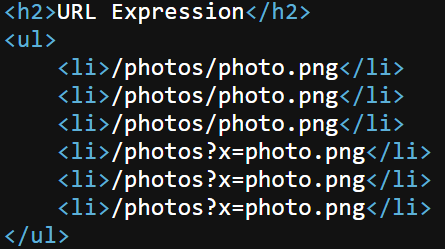 <h2>URL Expression</h2>
<ul>
    <li>/photos/photo.png</li>
    <li>/photos/photo.png</li>
    <li>/photos/photo.png</li>
    <li>/photos?x=photo.png</li>
    <li>/photos?x=photo.png</li>
    <li>/photos?x=photo.png</li>
</ul>